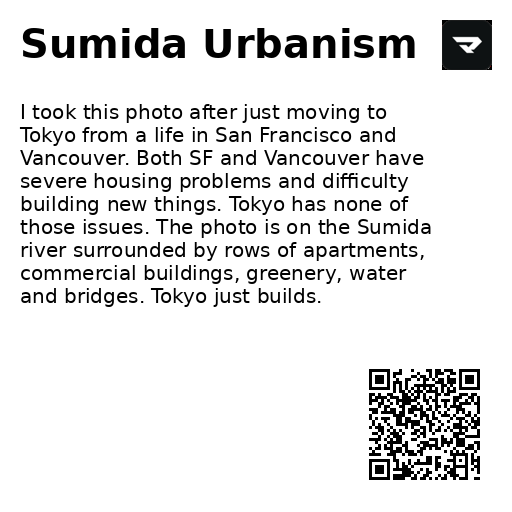 Sumida Urbanism
I took this photo after just moving to
Tokyo from a life in San Francisco and
Vancouver. Both SF and Vancouver have
severe housing problems and difficulty
building new things. Tokyo has none of
those issues. The photo is on the Sumida
river surrounded by rows of apartments,
commercial buildings, greenery, water
and bridges. Tokyo just builds.